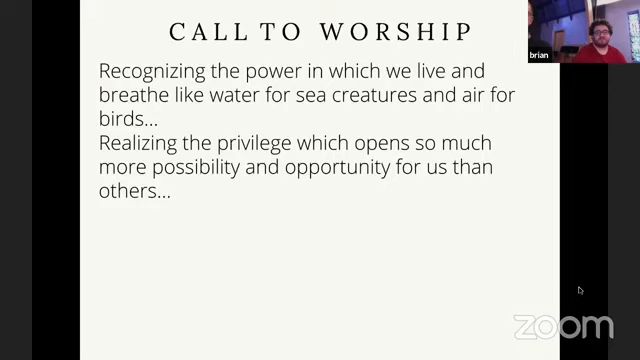 CALL TO WORSHIP
Recognizing the power in which we live and
breathe like water for sea creatures and air for
birds...
Realizing the privilege which opens so much
more possibility and opportunity for us than
others...
brian
zoom